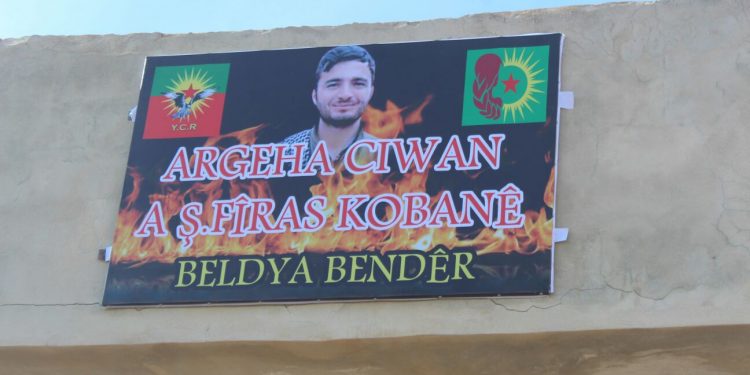 Y.C.R
ARGEHA CIWAN
A Ş.FÎRAS KOBANÊ
BELDYA BENDÊR